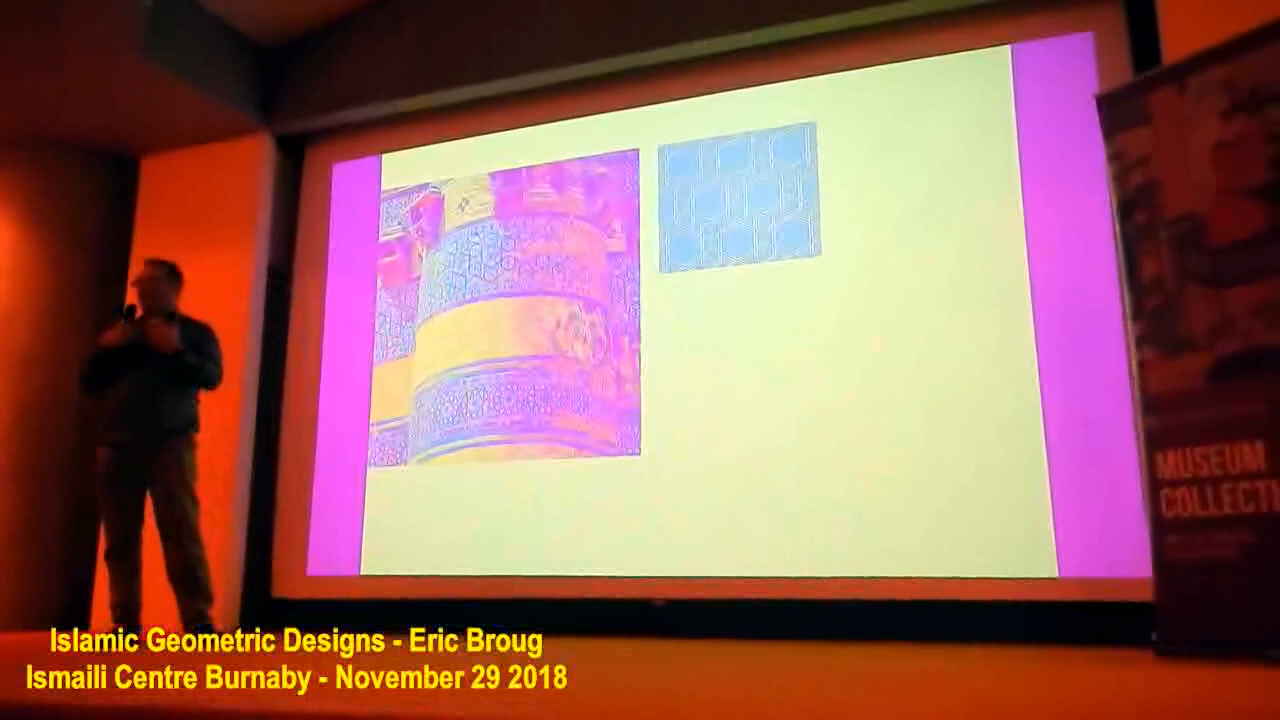 MUSEUM
COLLECTI
Islamic Geometric Designs - Eric Broug
Ismaili Centre Burnaby - November 29 2018